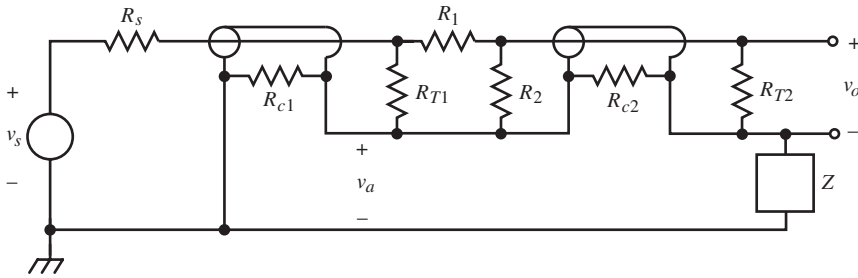 R_s
R_1
+
R_c1
R_T1
R_2
R_c2
R_T2
v_o
−
+
v_s
−
+
v_a
−
Z